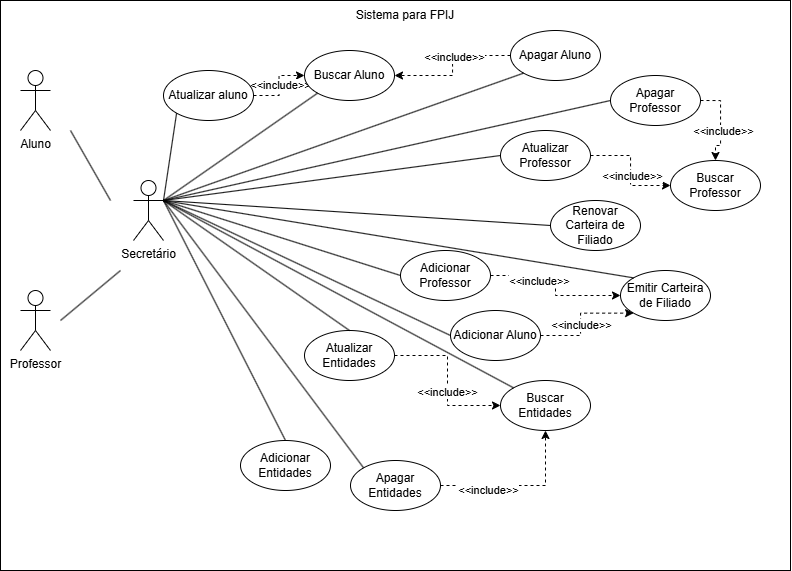 Sistema para FPIJ
Apagar Aluno
<<include>>
Buscar Aluno
<<include>>
Atualizar aluno
Apagar
Professor
<<include>>
Aluno
Atualizar
Professor
<<include>>
Buscar
Professor
Renovar
Carteira de
Filiado
Secretário
Adicionar
Professor
<<include>>
Emitir Carteira
de Filiado
<<include>>
Adicionar Aluno
Professor
Atualizar
Entidades
<<include>>
Buscar
Entidades
Adicionar
Entidades
Apagar
Entidades
<<include>>